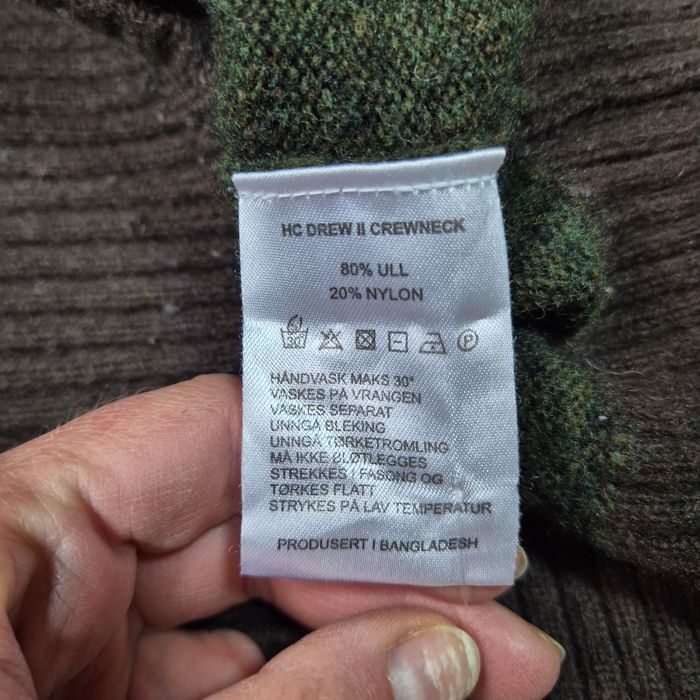 HC DREW II CREWNECK
80% ULL
20% NYLON
30° P
HÅNDVASK MAKS 30°
VASKES PÅ VRANGEN
VASKES SEPARAT
UNNGÅ BLEKING
UNNGÅ TØRKETROMLING
MÅ IKKE BLØTLEGGES
STREKKES I FASONG OG
TØRKES FLATT
STRYKES PÅ LAV TEMPERATUR
PRODUSERT I BANGLADESH